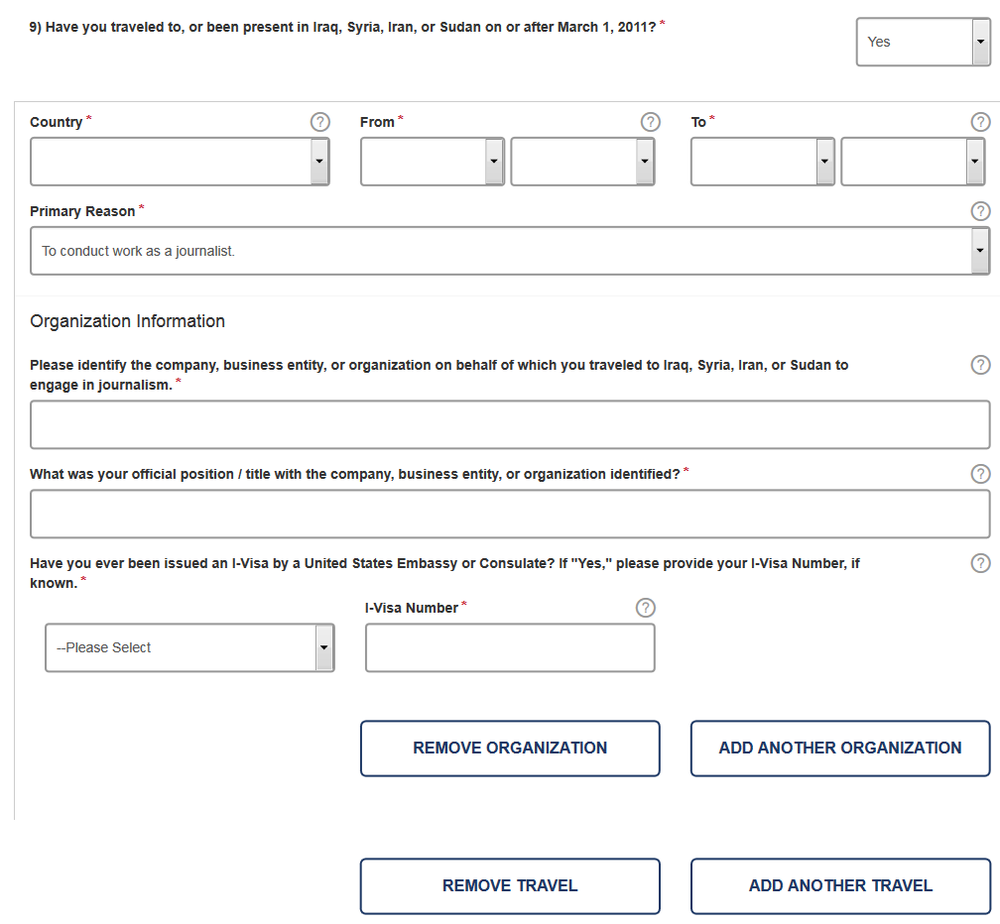 9) Have you traveled to, or been present in Iraq, Syria, Iran, or Sudan on or after March 1, 2011? *
Yes
Country * ?
From * ?
To * ?
Primary Reason * ?
To conduct work as a journalist.
Organization Information
Please identify the company, business entity, or organization on behalf of which you traveled to Iraq, Syria, Iran, or Sudan to ?
engage in journalism. *
What was your official position / title with the company, business entity, or organization identified? * ?
Have you ever been issued an I-Visa by a United States Embassy or Consulate? If "Yes," please provide your I-Visa Number, if ?
known. *
I-Visa Number * ?
--Please Select
REMOVE ORGANIZATION
ADD ANOTHER ORGANIZATION
REMOVE TRAVEL
ADD ANOTHER TRAVEL